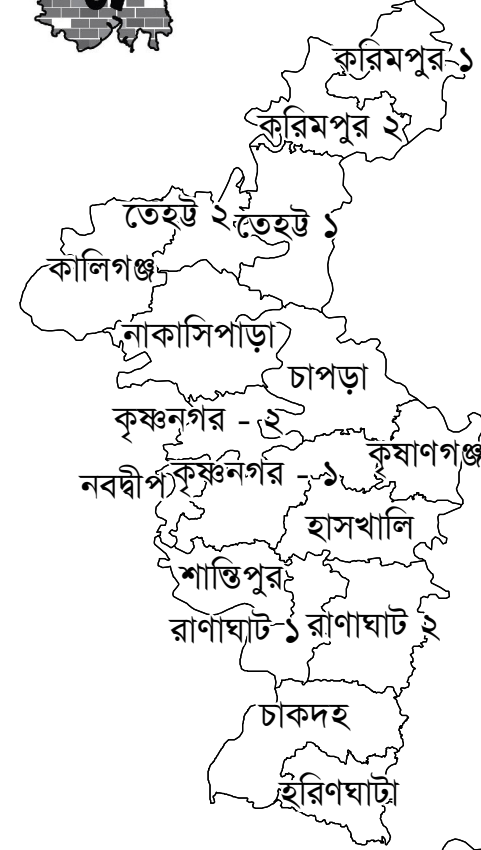 করিমপুর ১
করিমপুর ২
তেহট্ট ২
তেহট্ট ১
কালিগঞ্জ
নাকাসিপাড়া
চাপড়া
কৃষ্ণনগর - ২
কৃষাণগঞ্জ
নবদ্বীপ
কৃষ্ণনগর - ১
হাসখালি
শান্তিপুর
রাণাঘাট ১
রাণাঘাট ২
চাকদহ
হরিণঘাটা